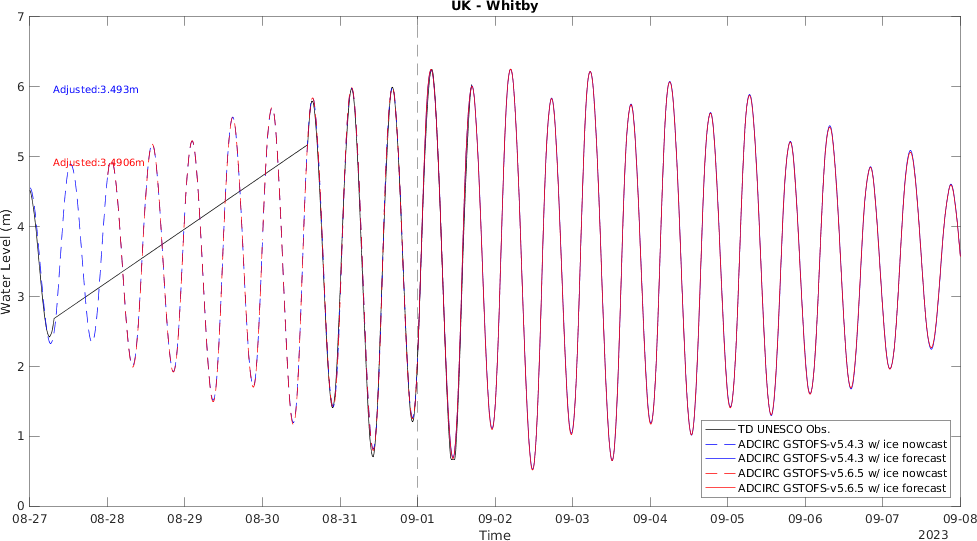 UK - Whitby
7
6
5
4
3
2
1
0
Water Level (m)
Adjusted:3.493m
Adjusted:3.4906m
TD UNESCO Obs.
ADCIRC GSTOFS-v5.4.3 w/ ice nowcast
ADCIRC GSTOFS-v5.4.3 w/ ice forecast
ADCIRC GSTOFS-v5.6.5 w/ ice nowcast
ADCIRC GSTOFS-v5.6.5 w/ ice forecast
08-27 08-28 08-29 08-30 08-31 09-01 09-02 09-03 09-04 09-05 09-06 09-07 09-08
Time
2023